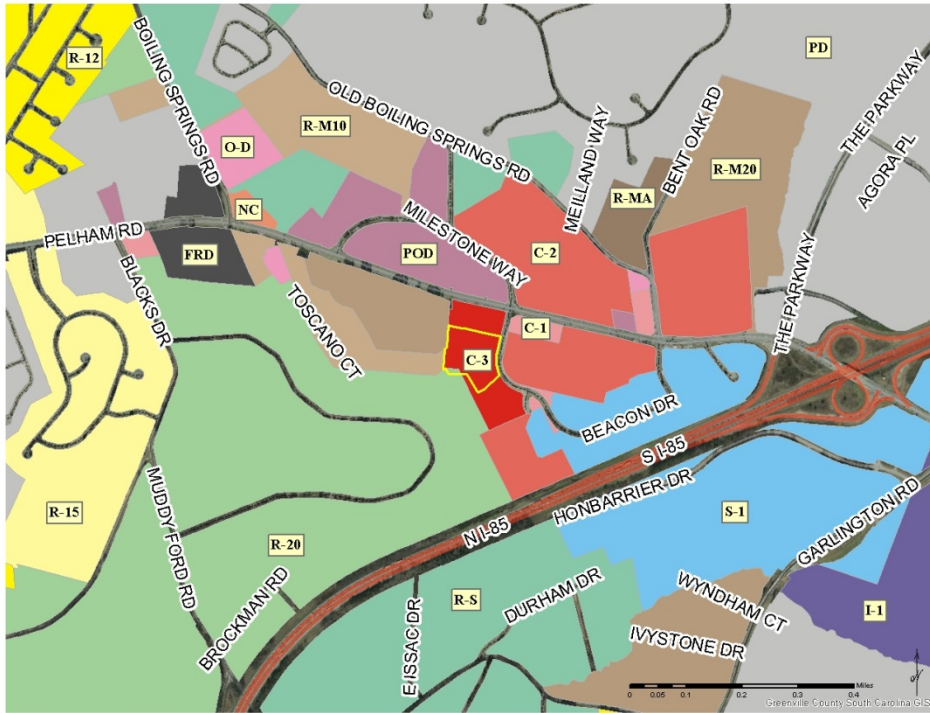 R-12
BOILING SPRINGS RD
OLD BOILING SPRINGS RD
PD
THE PARKWAY
AGORA PL
R-M10
O-D
MEILLAND WAY
BENT OAK RD
R-M20
R-MA
NC
PELHAM RD
FRD
MILESTONE WAY
POD
C-2
BLACKS DR
TOSCANO CT
C-1
THE PARKWAY
C-3
BEACON DR
S I-85
HONBARRIER DR
N I-85
R-15
MUDDY FORD RD
R-20
S-1
GARLINGTON RD
BROCKMAN RD
R-S
E ISSAC DR
DURHAM DR
WYNDHAM CT
IVYSTONE DR
I-1
N
Miles
0 0.05 0.1 0.2 0.3 0.4
Greenville County South Carolina GIS